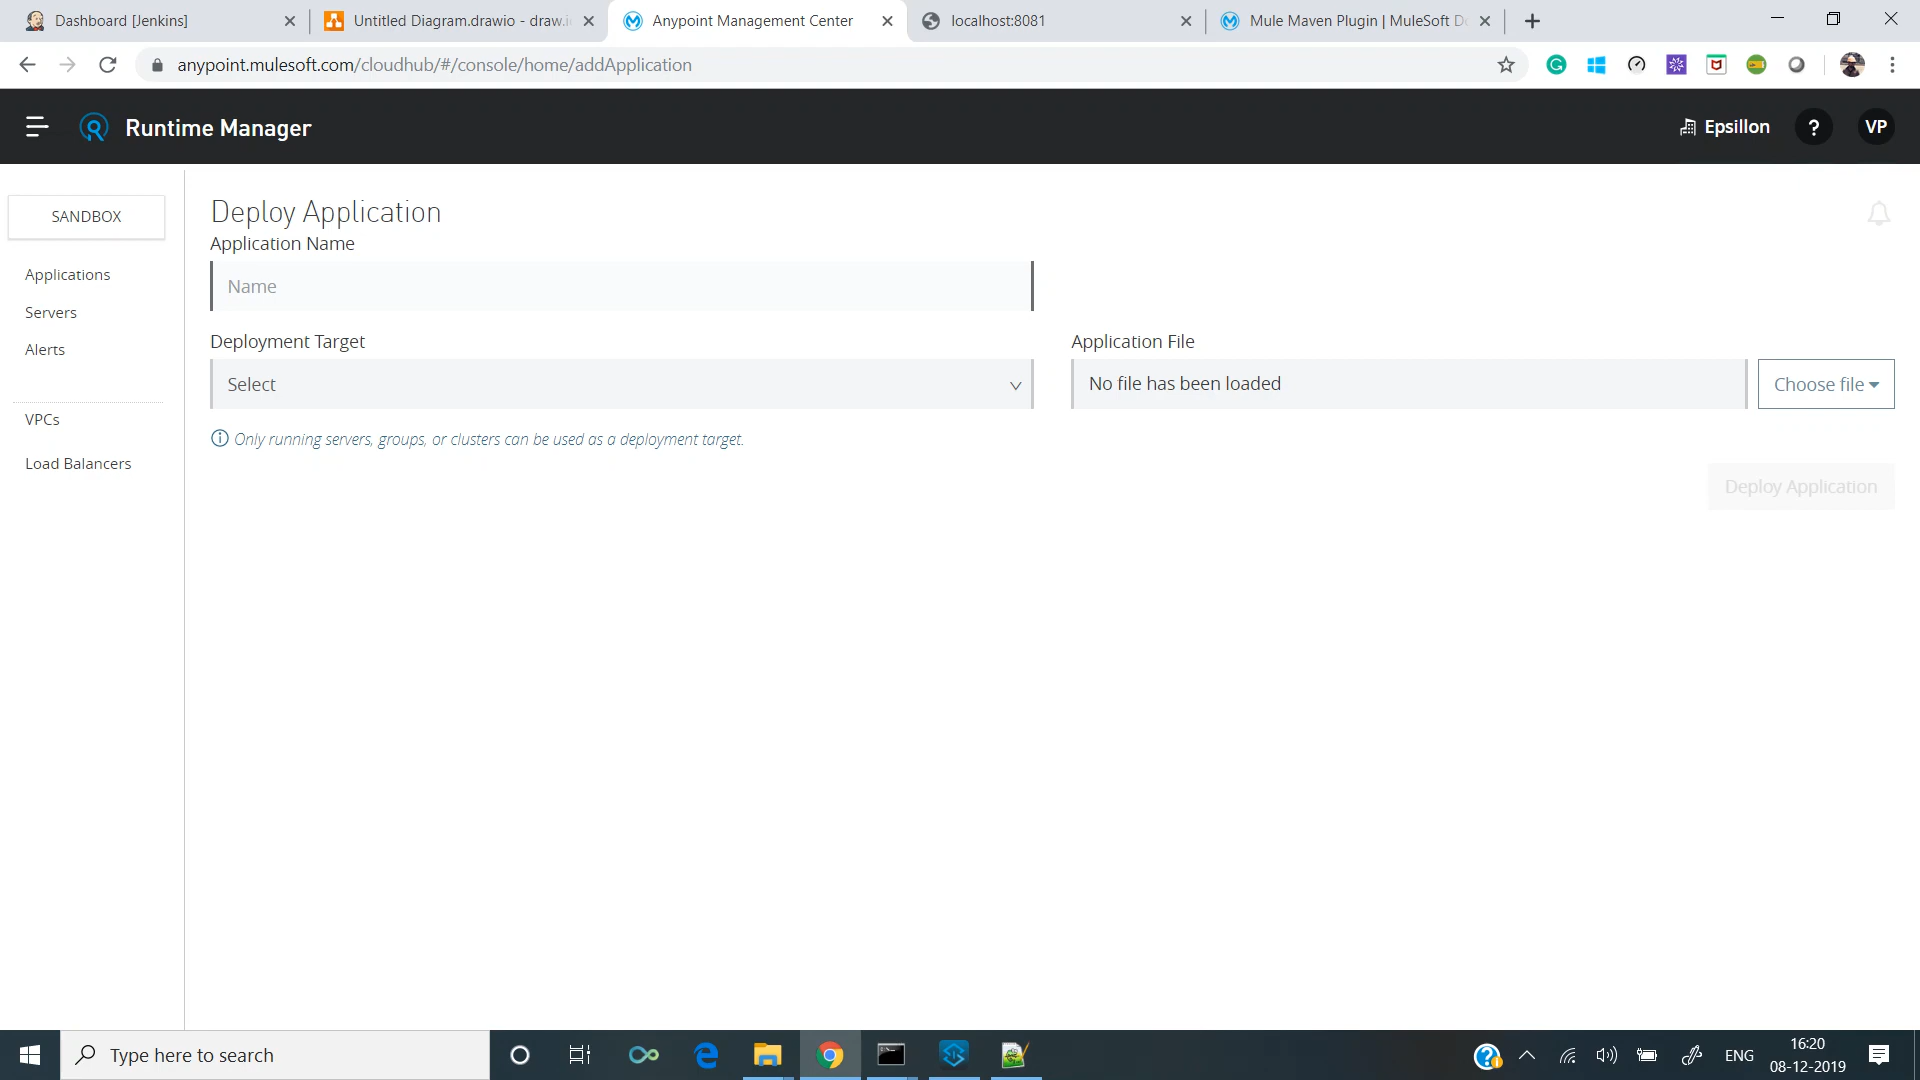 Dashboard [Jenkins]
Untitled Diagram.drawio - draw.i
Anypoint Management Center
localhost:8081
Mule Maven Plugin | MuleSoft D
anypoint.mulesoft.com/cloudhub/#/console/home/addApplication
Runtime Manager
Epsillon
?
VP
SANDBOX
Applications
Servers
Alerts
VPCs
Load Balancers
Deploy Application
Application Name
Name
Deployment Target
Select
Only running servers, groups, or clusters can be used as a deployment target.
Application File
No file has been loaded
Choose file
Deploy Application
Type here to search
ENG
16:20
08-12-2019